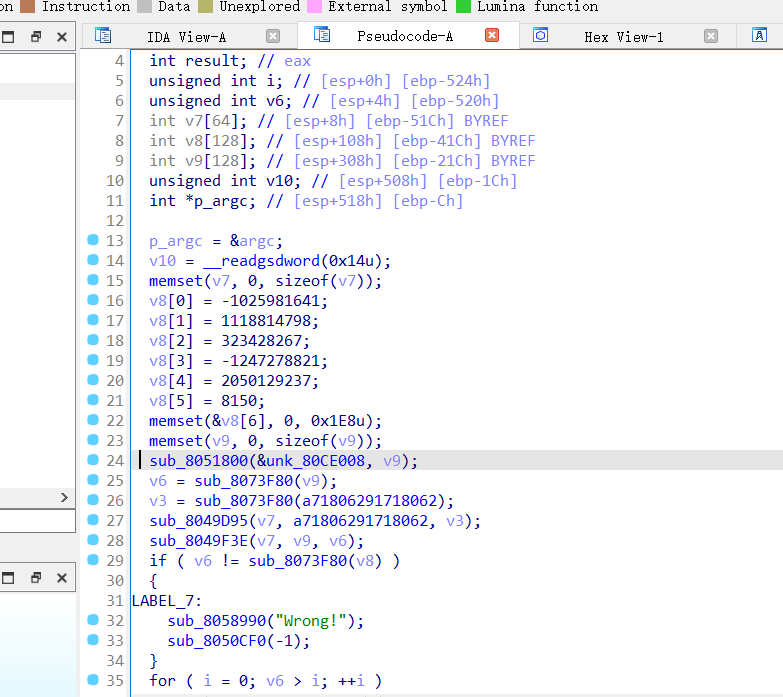 on Instruction Data Unexplored External symbol Lumina function
IDA View-A Pseudocode-A Hex View-1 A
4 int result; // eax
5 unsigned int i; // [esp+0h] [ebp-524h]
6 unsigned int v6; // [esp+4h] [ebp-520h]
7 int v7[64]; // [esp+8h] [ebp-51Ch] BYREF
8 int v8[128]; // [esp+108h] [ebp-41Ch] BYREF
9 int v9[128]; // [esp+308h] [ebp-21Ch] BYREF
10 unsigned int v10; // [esp+508h] [ebp-1Ch]
11 int *p_argc; // [esp+518h] [ebp-Ch]
12
13 p_argc = &argc;
14 v10 = __readgsdword(0x14u);
15 memset(v7, 0, sizeof(v7));
16 v8[0] = -1025981641;
17 v8[1] = 1118814798;
18 v8[2] = 323428267;
19 v8[3] = -1247278821;
20 v8[4] = 2050129237;
21 v8[5] = 8150;
22 memset(&v8[6], 0, 0x1E8u);
23 memset(v9, 0, sizeof(v9));
24 sub_8051800(&unk_80CE008, v9);
25 v6 = sub_8073F80(v9);
26 v3 = sub_8073F80(a71806291718062);
27 sub_8049D95(v7, a71806291718062, v3);
28 sub_8049F3E(v7, v9, v6);
29 if ( v6 != sub_8073F80(v8) )
30 {
31 LABEL_7:
32 sub_8058990("Wrong!");
33 sub_8050CF0(-1);
34 }
35 for ( i = 0; v6 > i; ++i )